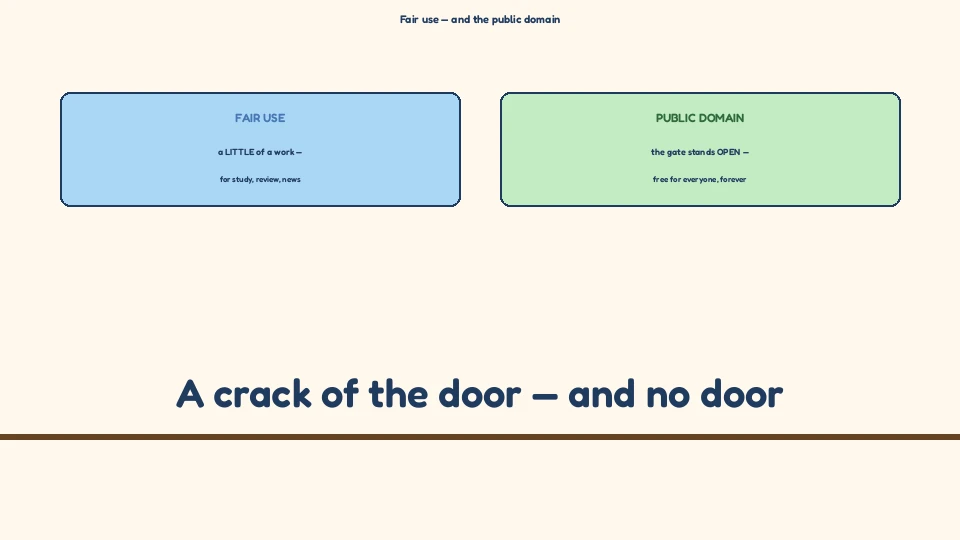 Fair use — and the public domain
FAIR USE
a LITTLE of a work —
for study, review, news
PUBLIC DOMAIN
the gate stands OPEN —
free for everyone, forever
A crack of the door — and no door